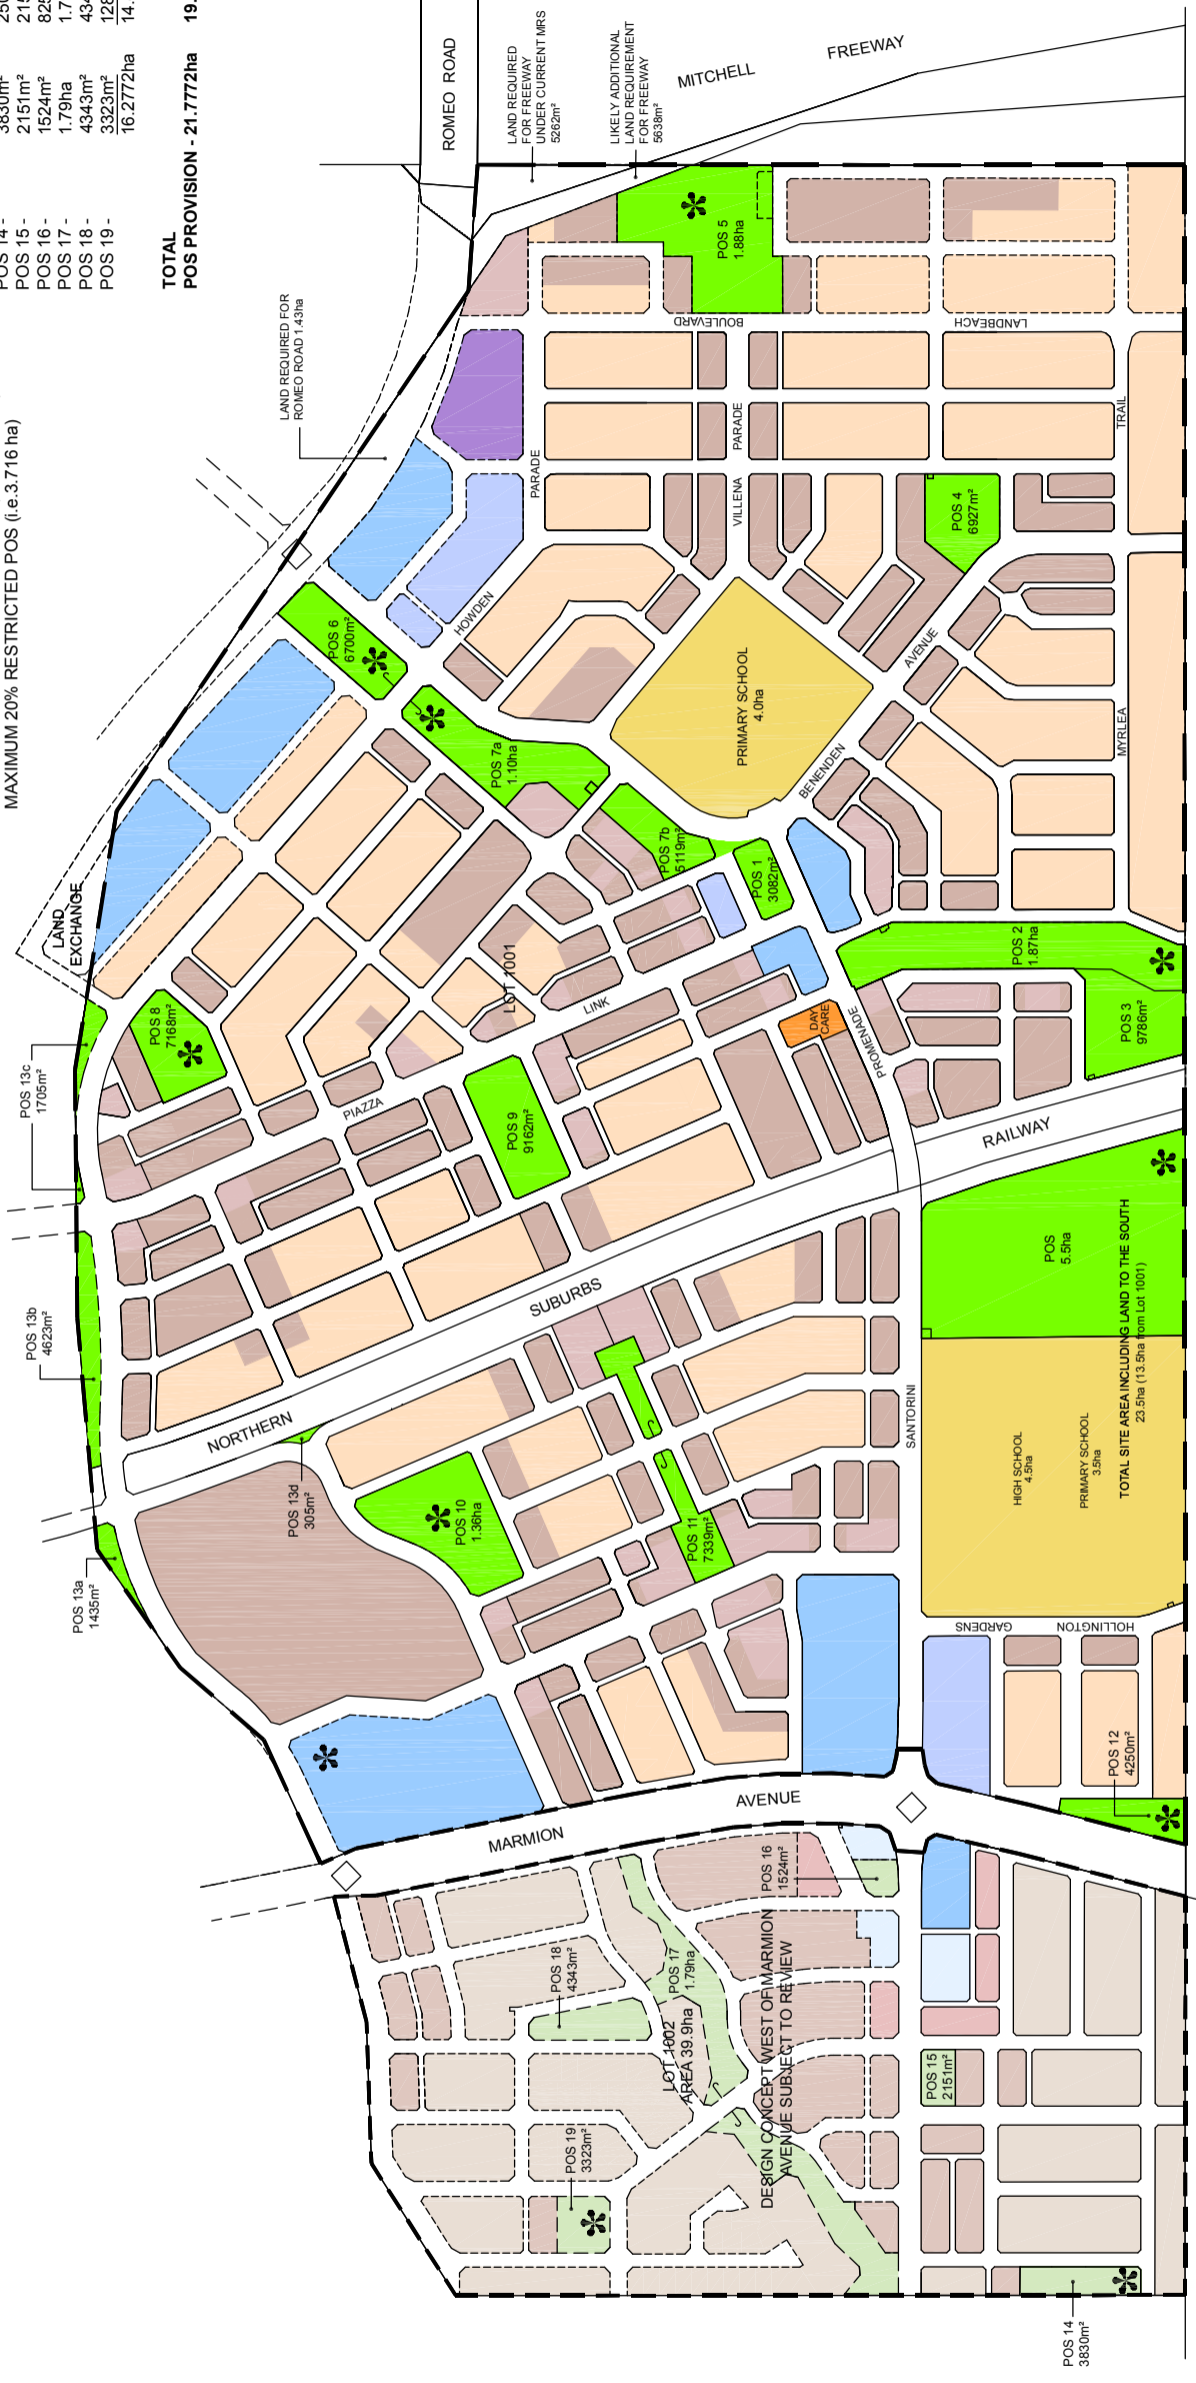 MAXIMUM 20% RESTRICTED POS (i.e.3.716 ha)
POS 14 - 3830m²
POS 15 - 2151m²
POS 16 - 1524m²
POS 17 - 1.79ha
POS 18 - 4343m²
POS 19 - 3323m²
16.2772ha
TOTAL
POS PROVISION - 21.7772ha
ROMEO ROAD
LAND REQUIRED
FOR FREEWAY
UNDER CURRENT MRS
5262m²
LIKELY ADDITIONAL
LAND REQUIREMENT
FOR FREEWAY
5638m²
MITCHELL
FREEWAY
LAND REQUIRED FOR
ROMEO ROAD 1.43ha
POS 5
1.88ha
BOULEVARD
LANDBEACH
PARADE
PARADE
VILLENA
TRAIL
POS 4
6927m²
HOWDEN
POS 6
6700m²
AVENUE
PRIMARY SCHOOL
4.0ha
MYRLEA
POS 7a
1.10ha
BENENDEN
POS 7b
5119m²
POS 1
3082m²
LAND
EXCHANGE
LOT 1001
POS 2
1.87ha
LINK
DAY
CARE
POS 3
9786m²
PROMENADE
POS 8
7168m²
POS 13c
1705m²
PIAZZA
POS 9
9162m²
RAILWAY
POS
5.5ha
SUBURBS
POS 13b
4623m²
NORTHERN
POS 13d
305m²
POS 10
1.36ha
POS 11
7339m²
SANTORINI
HIGH SCHOOL
4.5ha
PRIMARY SCHOOL
3.5ha
TOTAL SITE AREA INCLUDING LAND TO THE SOUTH
23.5ha (13.5ha from Lot 1001)
POS 13a
1435m²
GARDENS
HOLLINGTON
POS 12
4250m²
AVENUE
MARMION
POS 16
1524m²
POS 18
4343m²
POS 17
1.79ha
LOT 1002
AREA 39.9ha
DESIGN CONCEPT WEST OF MARMION
AVENUE SUBJECT TO REVIEW
POS 15
2151m²
POS 19
3323m²
POS 14
3830m²